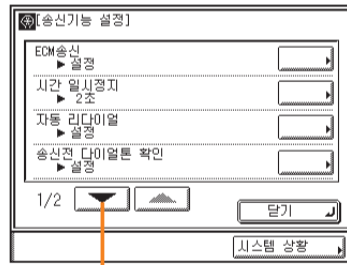 [송신기능 설정]
ECM송신
▶ 설정
시간 일시정지
▶ 2초
자동 리다이얼
▶ 설정
송신전 다이얼톤 확인
▶ 설정
1/2
닫기
시스템 상황